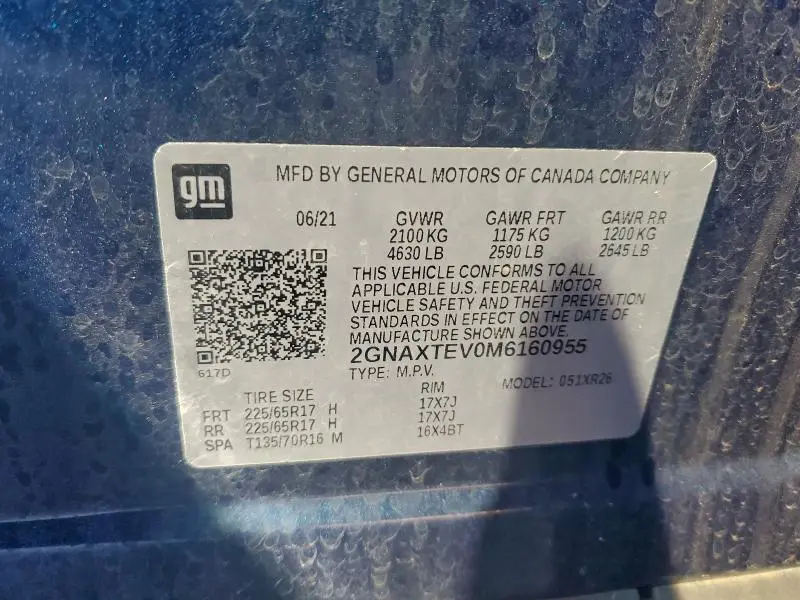 gm
MFD BY GENERAL MOTORS OF CANADA COMPANY
06/21 GVWR GAWR FRT GAWR RR
2100 KG 1175 KG 1200 KG
4630 LB 2590 LB 2645 LB
THIS VEHICLE CONFORMS TO ALL
APPLICABLE U.S. FEDERAL MOTOR
VEHICLE SAFETY AND THEFT PREVENTION
STANDARDS IN EFFECT ON THE DATE OF
MANUFACTURE SHOWN ABOVE.
2GNAXTEV0M6160955
617D TYPE: M.P.V. MODEL: 051XR26
TIRE SIZE RIM
FRT 225/65R17 H 17X7J
RR 225/65R17 H 17X7J
SPA T135/70R16 M 16X4BT